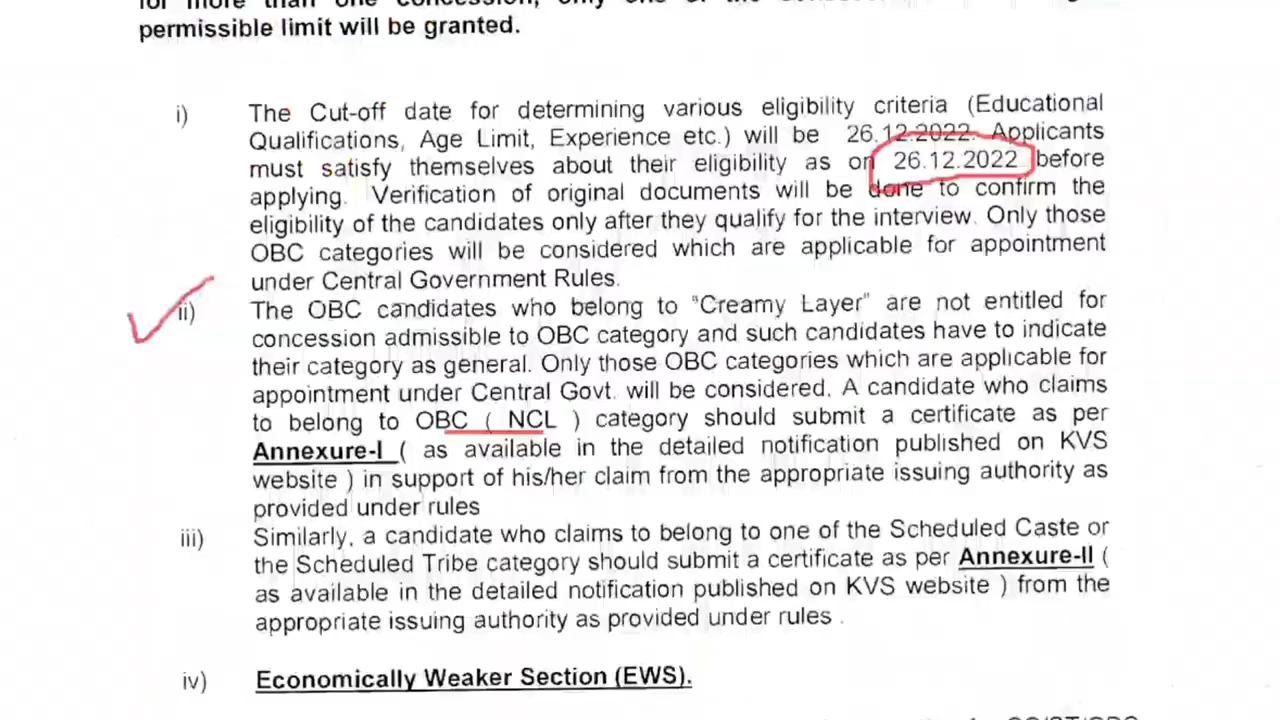 for more than one concession, only one of the
permissible limit will be granted.
i) The Cut-off date for determining various eligibility criteria (Educational
Qualifications, Age Limit, Experience etc.) will be 26.12.2022. Applicants
must satisfy themselves about their eligibility as on 26.12.2022 before
applying. Verification of original documents will be done to confirm the
eligibility of the candidates only after they qualify for the interview. Only those
OBC categories will be considered which are applicable for appointment
under Central Government Rules.
ii) The OBC candidates who belong to “Creamy Layer” are not entitled for
concession admissible to OBC category and such candidates have to indicate
their category as general. Only those OBC categories which are applicable for
appointment under Central Govt. will be considered. A candidate who claims
to belong to OBC ( NCL ) category should submit a certificate as per
Annexure-I ( as available in the detailed notification published on KVS
website ) in support of his/her claim from the appropriate issuing authority as
provided under rules
iii) Similarly, a candidate who claims to belong to one of the Scheduled Caste or
the Scheduled Tribe category should submit a certificate as per Annexure-II (
as available in the detailed notification published on KVS website ) from the
appropriate issuing authority as provided under rules .
iv) Economically Weaker Section (EWS).